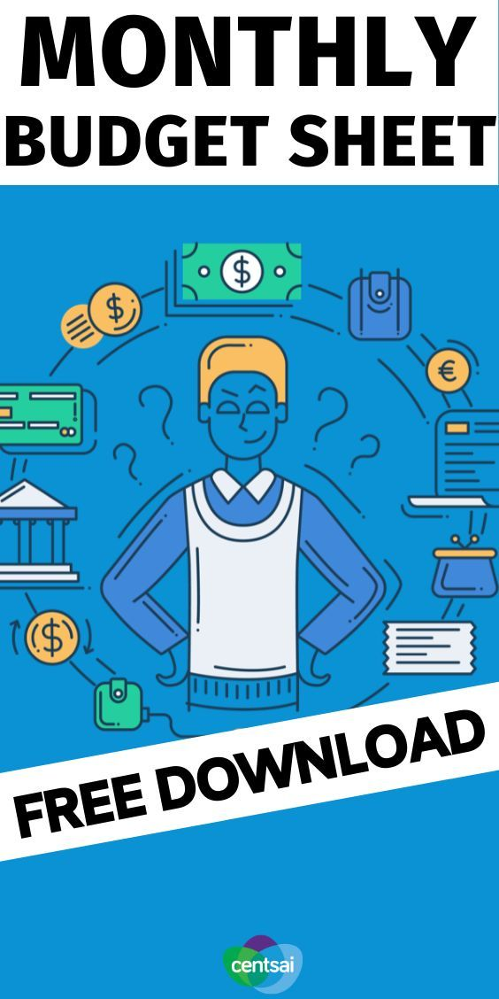 MONTHLY
BUDGET SHEET
$
$
€
$
FREE DOWNLOAD
centsai